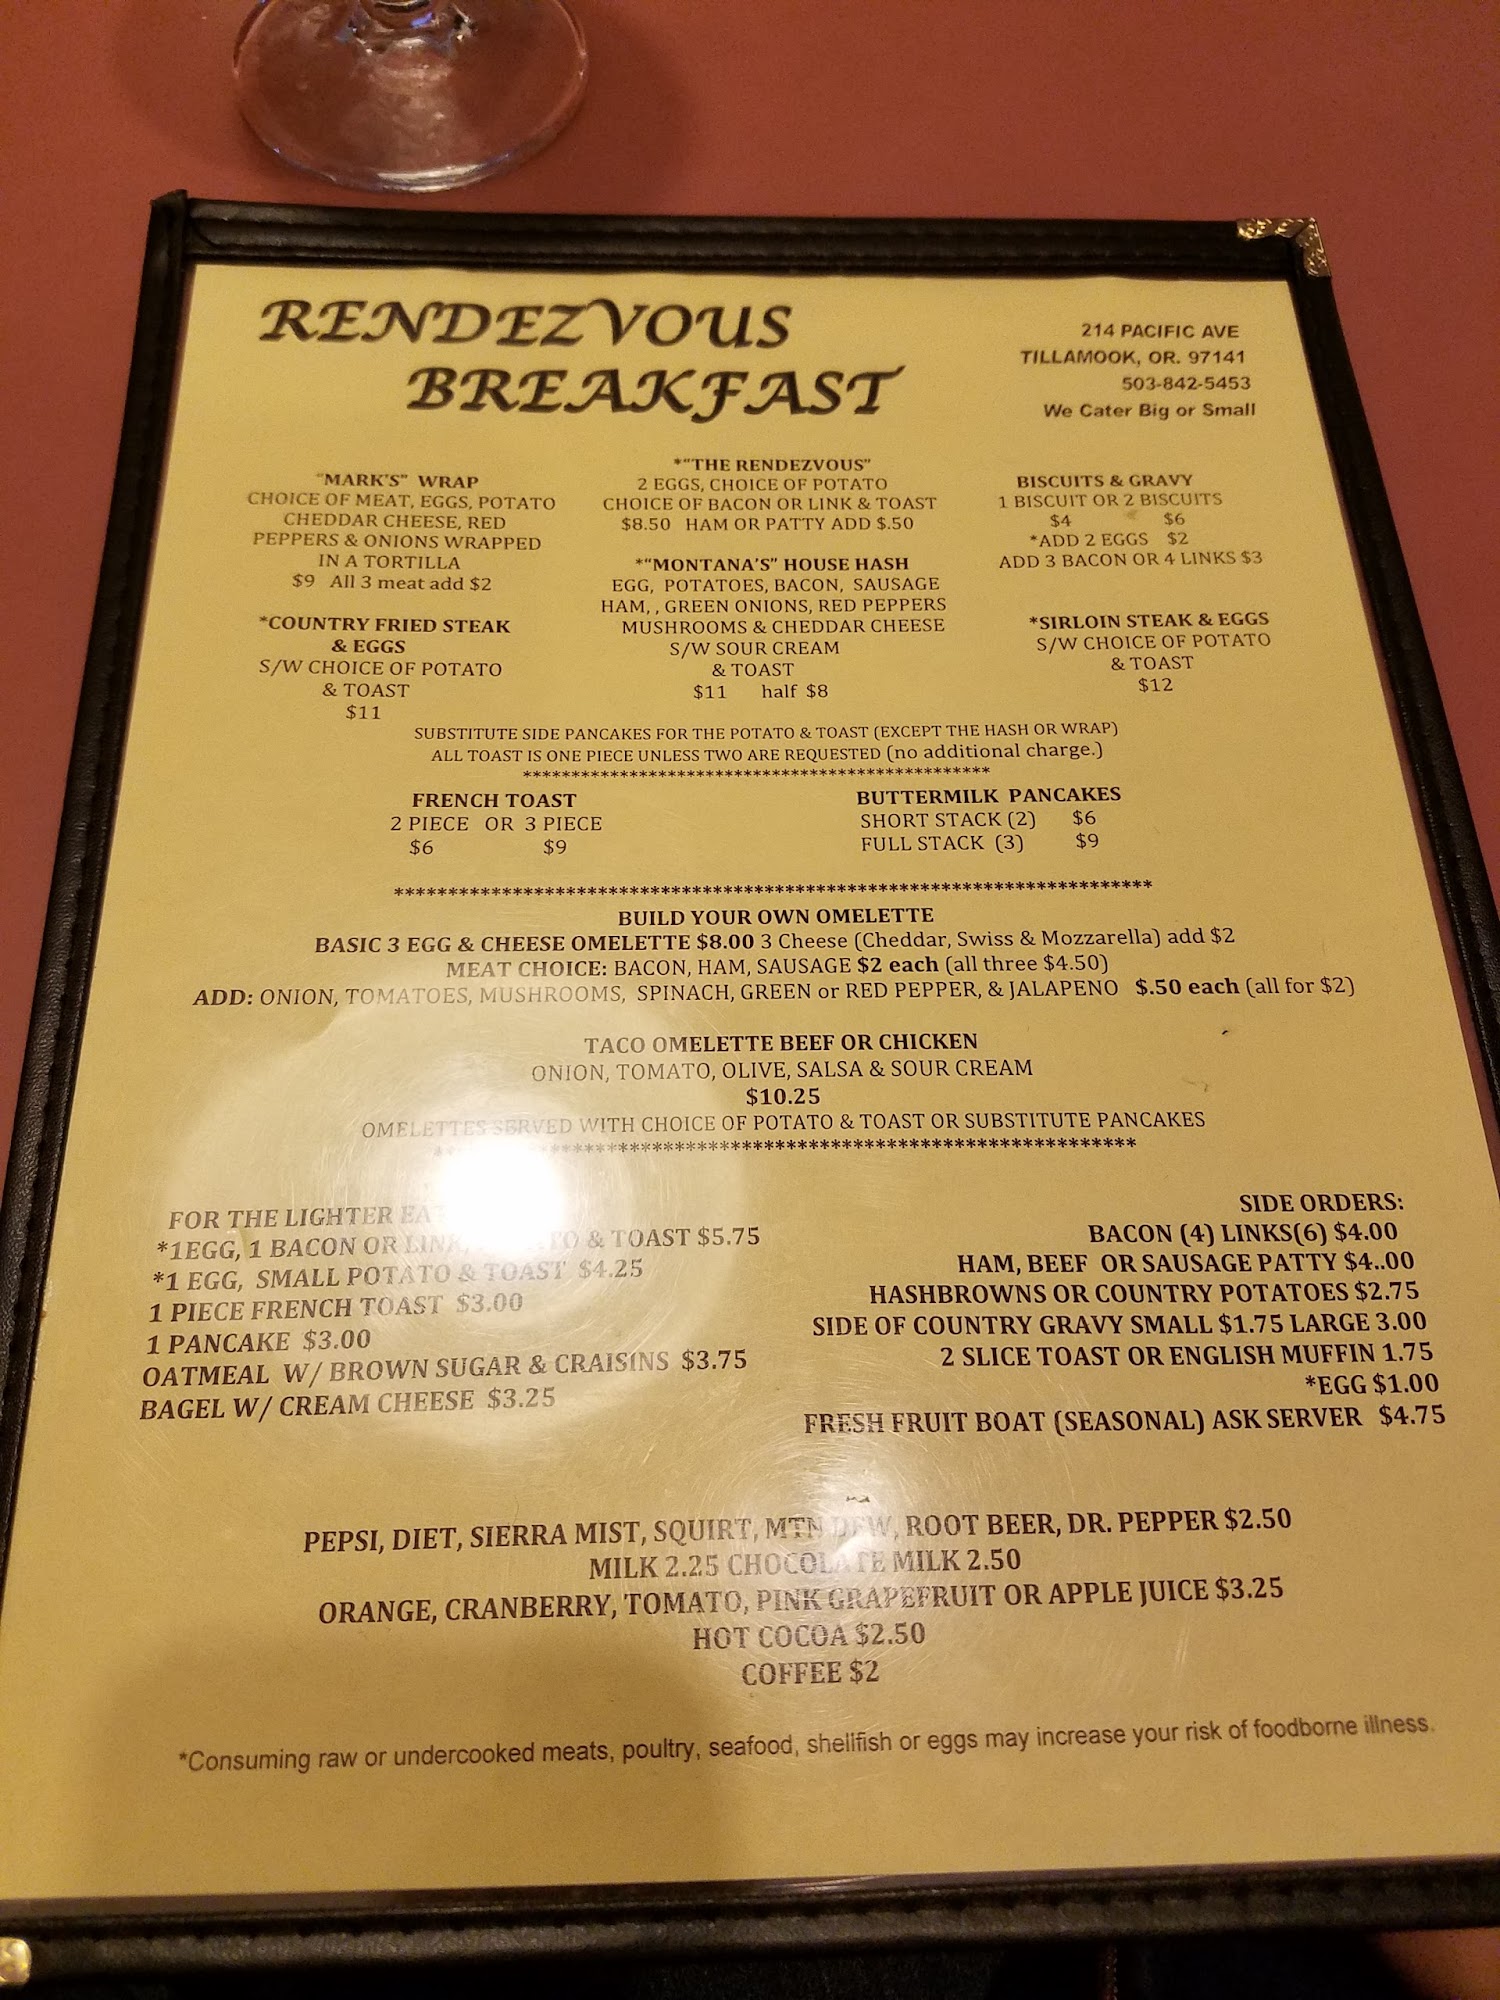 RENDEZVOUS
BREAKFAST
214 PACIFIC AVE
TILLAMOOK, OR. 97141
503-842-5453
We Cater Big or Small
"MARK'S" WRAP
CHOICE OF MEAT, EGGS, POTATO
CHEDDAR CHEESE, RED
PEPPERS & ONIONS WRAPPED
IN A TORTILLA
$9 All 3 meat add $2
*COUNTRY FRIED STEAK
& EGGS
S/W CHOICE OF POTATO
& TOAST
$11
*"THE RENDEZVOUS"
2 EGGS, CHOICE OF POTATO
CHOICE OF BACON OR LINK & TOAST
$8.50 HAM OR PATTY ADD $.50
*"MONTANA'S" HOUSE HASH
EGG, POTATOES, BACON, SAUSAGE
HAM, , GREEN ONIONS, RED PEPPERS
MUSHROOMS & CHEDDAR CHEESE
S/W SOUR CREAM
& TOAST
$11 half $8
BISCUITS & GRAVY
1 BISCUIT OR 2 BISCUITS
$4 $6
*ADD 2 EGGS $2
ADD 3 BACON OR 4 LINKS $3
*SIRLOIN STEAK & EGGS
S/W CHOICE OF POTATO
& TOAST
$12
SUBSTITUTE SIDE PANCAKES FOR THE POTATO & TOAST (EXCEPT THE HASH OR WRAP)
ALL TOAST IS ONE PIECE UNLESS TWO ARE REQUESTED (no additional charge.)
************************************************
FRENCH TOAST
2 PIECE OR 3 PIECE
$6 $9
BUTTERMILK PANCAKES
SHORT STACK (2) $6
FULL STACK (3) $9
************************************************************************
BUILD YOUR OWN OMELETTE
BASIC 3 EGG & CHEESE OMELETTE $8.00 3 Cheese (Cheddar, Swiss & Mozzarella) add $2
MEAT CHOICE: BACON, HAM, SAUSAGE $2 each (all three $4.50)
ADD: ONION, TOMATOES, MUSHROOMS, SPINACH, GREEN or RED PEPPER, & JALAPENO $.50 each (all for $2)
TACO OMELETTE BEEF OR CHICKEN
ONION, TOMATO, OLIVE, SALSA & SOUR CREAM
$10.25
OMELETTES SERVED WITH CHOICE OF POTATO & TOAST OR SUBSTITUTE PANCAKES
****************************************************************
FOR THE LIGHTER
*1EGG, 1 BACON OR LINK, & TOAST $5.75
*1 EGG, SMALL POTATO & TOAST $4.25
1 PIECE FRENCH TOAST $3.00
1 PANCAKE $3.00
OATMEAL W/ BROWN SUGAR & CRAISINS $3.75
BAGEL W/ CREAM CHEESE $3.25
SIDE ORDERS:
BACON (4) LINKS(6) $4.00
HAM, BEEF OR SAUSAGE PATTY $4..00
HASHBROWNS OR COUNTRY POTATOES $2.75
SIDE OF COUNTRY GRAVY SMALL $1.75 LARGE 3.00
2 SLICE TOAST OR ENGLISH MUFFIN 1.75
*EGG $1.00
FRESH FRUIT BOAT (SEASONAL) ASK SERVER $4.75
PEPSI, DIET, SIERRA MIST, SQUIRT, MTN DEW, ROOT BEER, DR. PEPPER $2.50
MILK 2.25 CHOCOLATE MILK 2.50
ORANGE, CRANBERRY, TOMATO, PINK GRAPEFRUIT OR APPLE JUICE $3.25
HOT COCOA $2.50
COFFEE $2
*Consuming raw or undercooked meats, poultry, seafood, shellfish or eggs may increase your risk of foodborne illness.